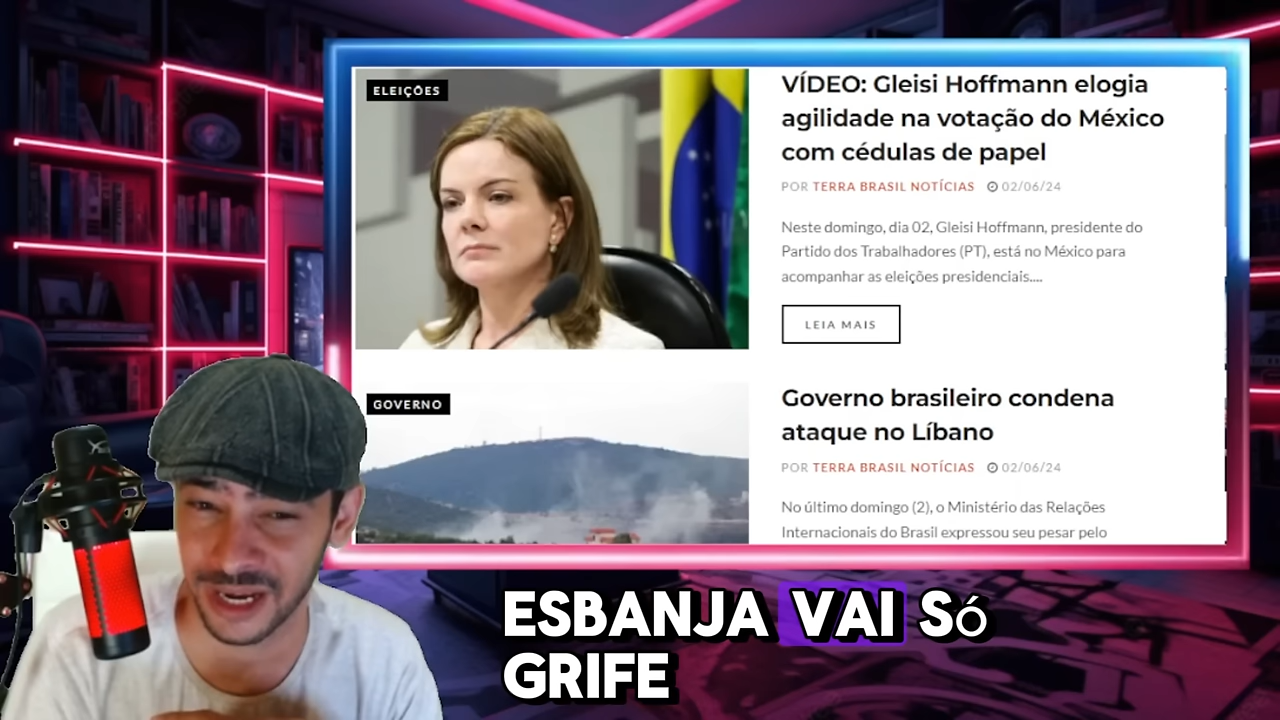 ELEIÇÕES
VÍDEO: Gleisi Hoffmann elogia
agilidade na votação do México
com cédulas de papel
POR TERRA BRASIL NOTÍCIAS 02/06/24
Neste domingo, dia 02, Gleisi Hoffmann, presidente do
Partido dos Trabalhadores (PT), está no México para
acompanhar as eleições presidenciais....
LEIA MAIS
GOVERNO
Governo brasileiro condena
ataque no Líbano
POR TERRA BRASIL NOTÍCIAS 02/06/24
No último domingo (2), o Ministério das Relações
Internacionais do Brasil expressou seu pesar pelo
ESBANJA VAI Só
GRIFE